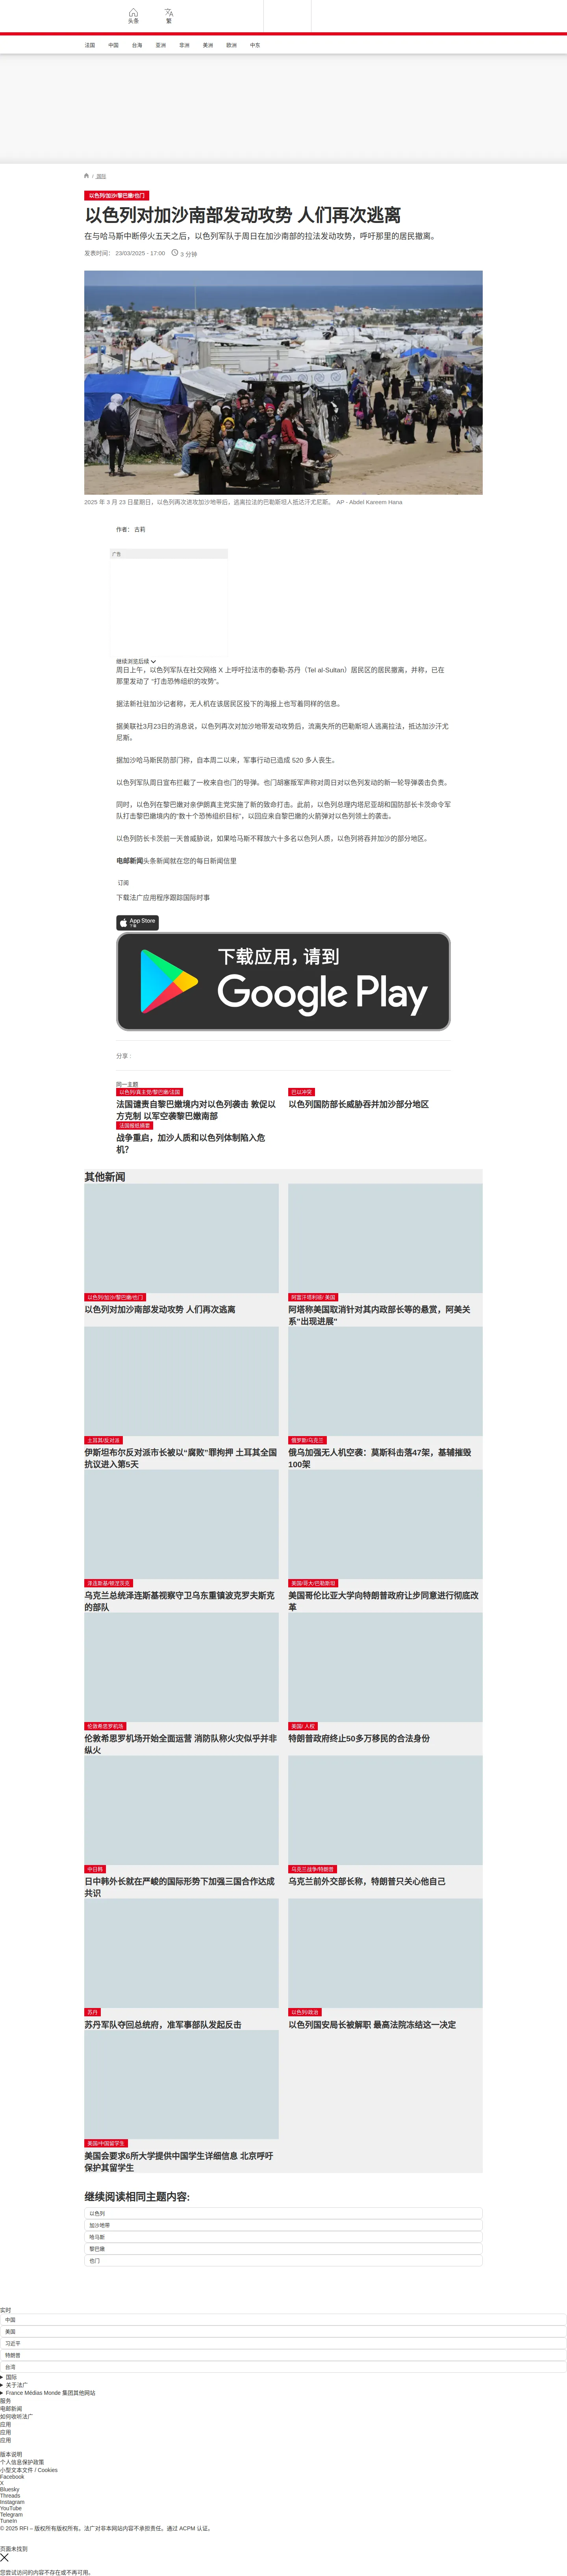 头条
繁
法国 中国 台海 亚洲 非洲 美洲 欧洲 中东
/ 国际
以色列/加沙/黎巴嫩/也门
以色列对加沙南部发动攻势 人们再次逃离
在与哈马斯中断停火五天之后，以色列军队于周日在加沙南部的拉法发动攻势，呼吁那里的居民撤离。
发表时间： 23/03/2025 - 17:00 3 分钟
2025 年 3 月 23 日星期日，以色列再次进攻加沙地带后，逃离拉法的巴勒斯坦人抵达汗尤尼斯。 AP - Abdel Kareem Hana
作者： 古莉
广告
继续浏览后续
周日上午，以色列军队在社交网络 X 上呼吁拉法市的泰勒-苏丹（Tel al-Sultan）居民区的居民撤离，并称，已在
那里发动了 “打击恐怖组织的攻势”。
据法新社驻加沙记者称，无人机在该居民区投下的海报上也写着同样的信息。
据美联社3月23日的消息说，以色列再次对加沙地带发动攻势后，流离失所的巴勒斯坦人逃离拉法，抵达加沙汗尤
尼斯。
据加沙哈马斯民防部门称，自本周二以来，军事行动已造成 520 多人丧生。
以色列军队周日宣布拦截了一枚来自也门的导弹。也门胡塞叛军声称对周日对以色列发动的新一轮导弹袭击负责。
同时，以色列在黎巴嫩对亲伊朗真主党实施了新的致命打击。此前，以色列总理内塔尼亚胡和国防部长卡茨命令军
队打击黎巴嫩境内的“数十个恐怖组织目标”，以回应来自黎巴嫩的火箭弹对以色列领土的袭击。
以色列防长卡茨前一天曾威胁说，如果哈马斯不释放六十多名以色列人质，以色列将吞并加沙的部分地区。
电邮新闻头条新闻就在您的每日新闻信里
订阅
下载法广应用程序跟踪国际时事
App Store
下载
下载应用，请到
Google Play
分享 :
同一主题
以色列/真主党/黎巴嫩/法国
法国谴责自黎巴嫩境内对以色列袭击 敦促以
方克制 以军空袭黎巴嫩南部
巴以冲突
以色列国防部长威胁吞并加沙部分地区
法国报纸摘要
战争重启，加沙人质和以色列体制陷入危
机?
其他新闻
以色列/加沙/黎巴嫩/也门
以色列对加沙南部发动攻势 人们再次逃离
阿富汗塔利班/ 美国
阿塔称美国取消针对其内政部长等的悬赏，阿美关
系"出现进展"
土耳其/反对派
伊斯坦布尔反对派市长被以“腐败”罪拘押 土耳其全国
抗议进入第5天
俄罗斯/乌克兰
俄乌加强无人机空袭：莫斯科击落47架，基辅摧毁
100架
泽连斯基/顿涅茨克
乌克兰总统泽连斯基视察守卫乌东重镇波克罗夫斯克
的部队
美国/哥大/巴勒斯坦
美国哥伦比亚大学向特朗普政府让步同意进行彻底改
革
伦敦希思罗机场
伦敦希思罗机场开始全面运营 消防队称火灾似乎并非
纵火
美国/ 人权
特朗普政府终止50多万移民的合法身份
中日韩
日中韩外长就在严峻的国际形势下加强三国合作达成
共识
乌克兰战争/特朗普
乌克兰前外交部长称，特朗普只关心他自己
苏丹
苏丹军队夺回总统府，准军事部队发起反击
以色列/政治
以色列国安局长被解职 最高法院冻结这一决定
美国/中国留学生
美国会要求6所大学提供中国学生详细信息 北京呼吁
保护其留学生
继续阅读相同主题内容:
以色列
加沙地带
哈马斯
黎巴嫩
也门
实时
中国
美国
习近平
特朗普
台湾
国际
关于法广
France Médias Monde 集团其他网站
服务
电邮新闻
如何收听法广
应用
应用
应用
版本说明
个人信息保护政策
小型文本文件 / Cookies
Facebook
X
Bluesky
Threads
Instagram
YouTube
Telegram
TuneIn
© 2025 RFI – 版权所有版权所有。法广对非本网站内容不承担责任。通过 ACPM 认证。
页面未找到
您尝试访问的内容不存在或不再可用。